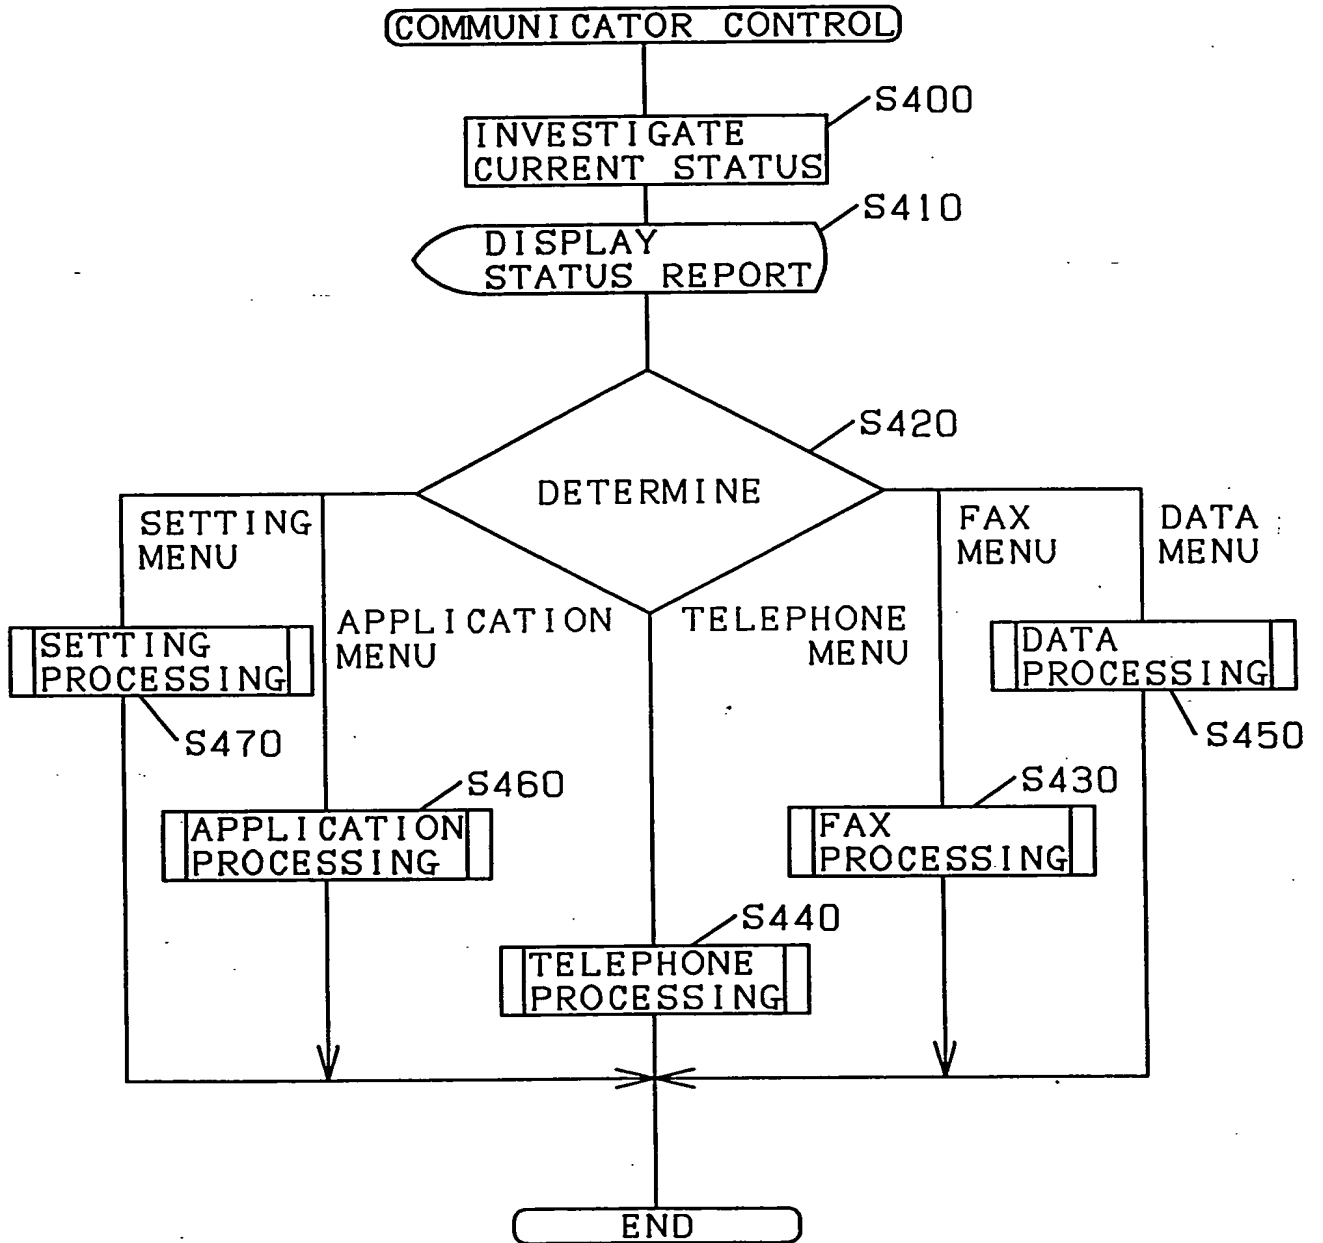 COMMUNICATOR CONTROL
S400
INVESTIGATE
CURRENT STATUS
S410
DISPLAY
STATUS REPORT
S420
DETERMINE
SETTING
MENU
FAX
MENU
DATA
MENU
APPLICATION
MENU
TELEPHONE
MENU
SETTING
PROCESSING
DATA
PROCESSING
S470
S450
S460
S430
APPLICATION
PROCESSING
FAX
PROCESSING
S440
TELEPHONE
PROCESSING
END